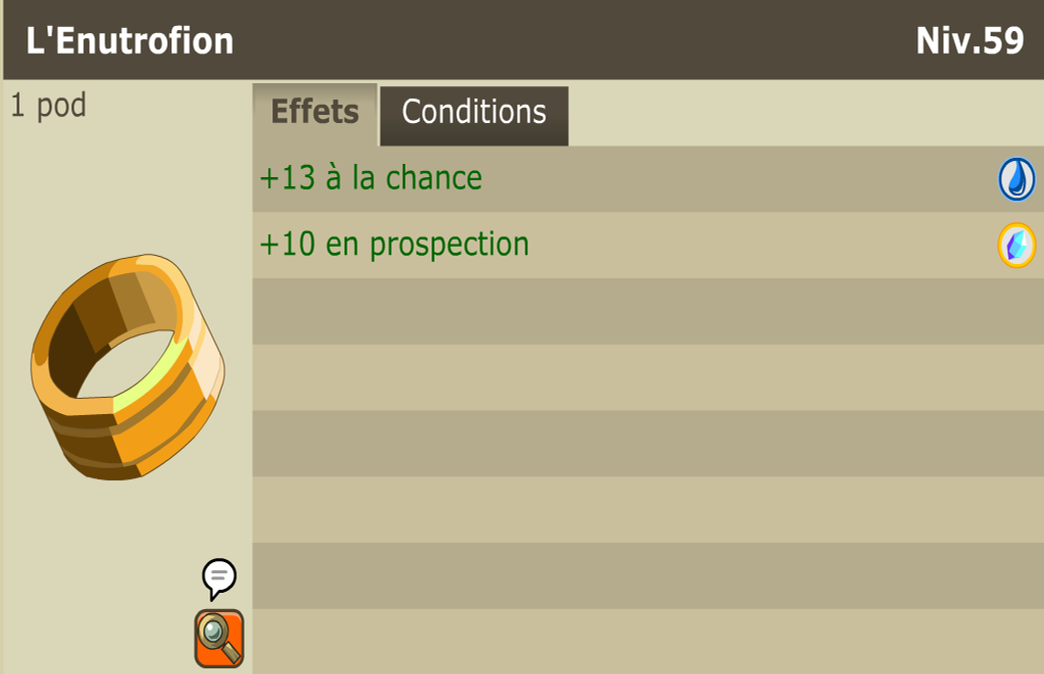 L'Enutrofion
Niv.59
1 pod
Effets
Conditions
+13 à la chance
+10 en prospection